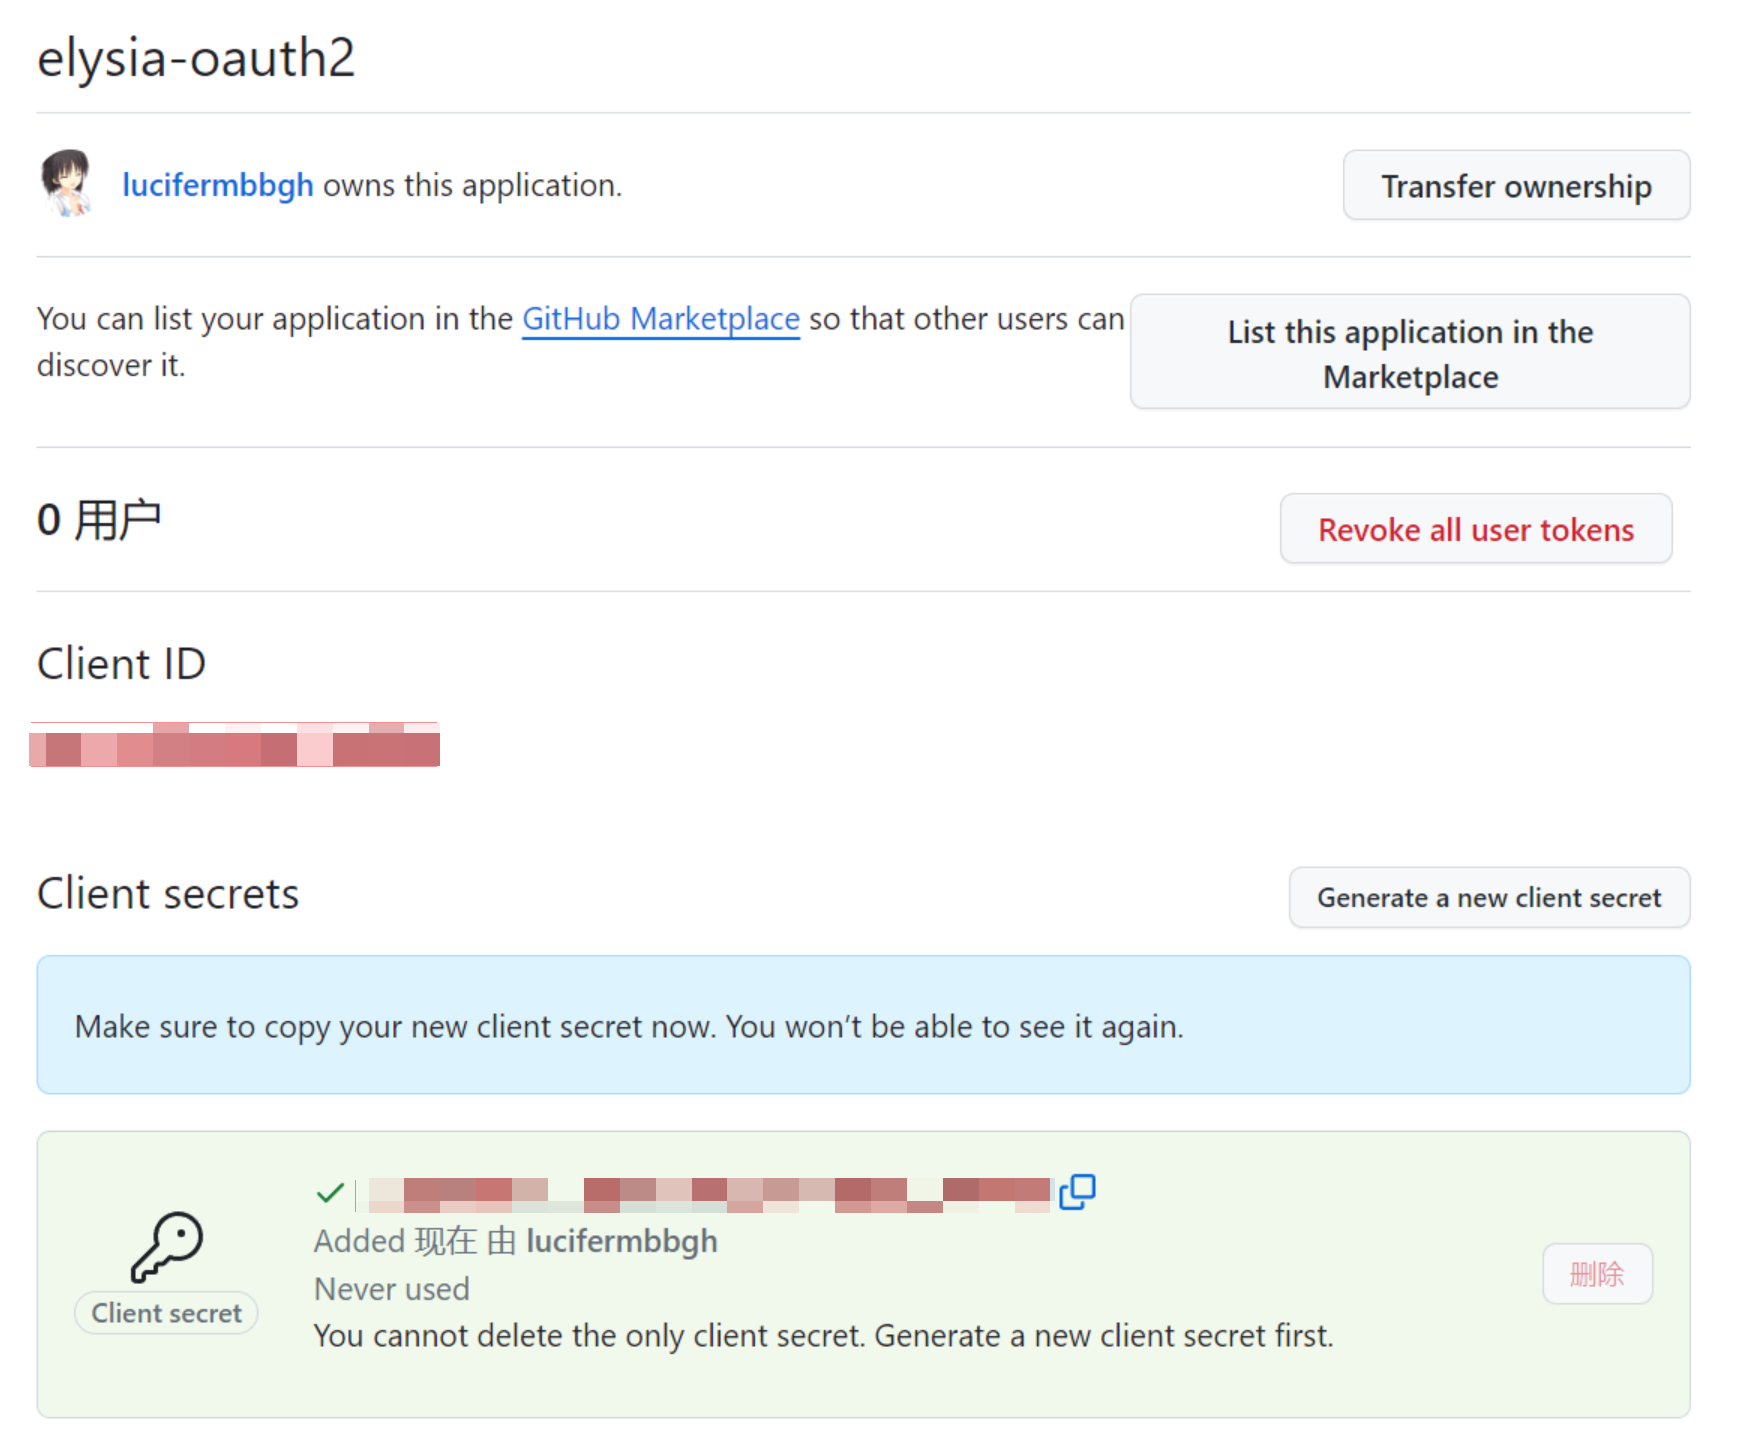 elysia-oauth2
lucifermbbgh owns this application.
Transfer ownership
You can list your application in the GitHub Marketplace so that other users can
discover it.
List this application in the
Marketplace
0 用户
Revoke all user tokens
Client ID
Client secrets
Generate a new client secret
Make sure to copy your new client secret now. You won’t be able to see it again.
Added 现在 由 lucifermbbgh
Never used
Client secret
You cannot delete the only client secret. Generate a new client secret first.
删除